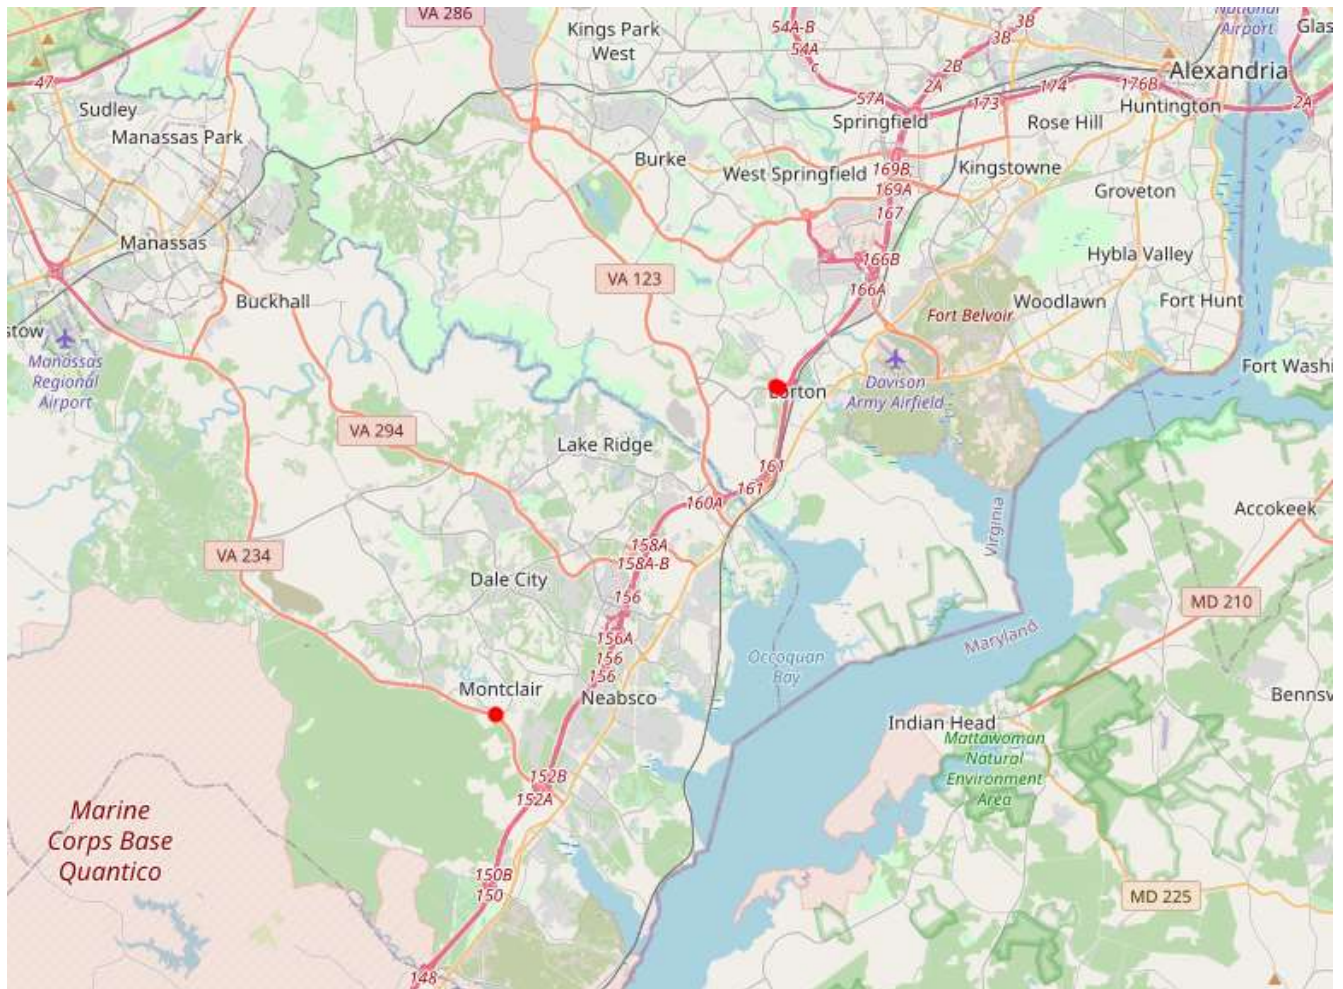 VA 286
Kings Park
West
54A-B
54A
c
3B
3B
National
Airport
Glas
47
2B
2A
Alexandria
174
176B
57A
173
2A
Sudley
Huntington
Manassas Park
Springfield
Rose Hill
Burke
West Springfield
169B
Kingstowne
169A
Groveton
167
Manassas
166B
Hybla Valley
VA 123
166A
Buckhall
Fort Belvoir
Woodlawn
Fort Hunt
stow
Manassas
Regional
Airport
Fort Washi
Davison
Army Airfield
Lorton
VA 294
Lake Ridge
161
161
160A
Virginia
Accokeek
VA 234
158A
158A-B
Dale City
156
MD 210
156A
Maryland
156
156
Occoquan
Bay
Montclair
Neabsco
Bennsv
Indian Head
Mattawoman
Natural
Environment
Area
152B
152A
Marine
Corps Base
Quantico
150B
150
MD 225
148